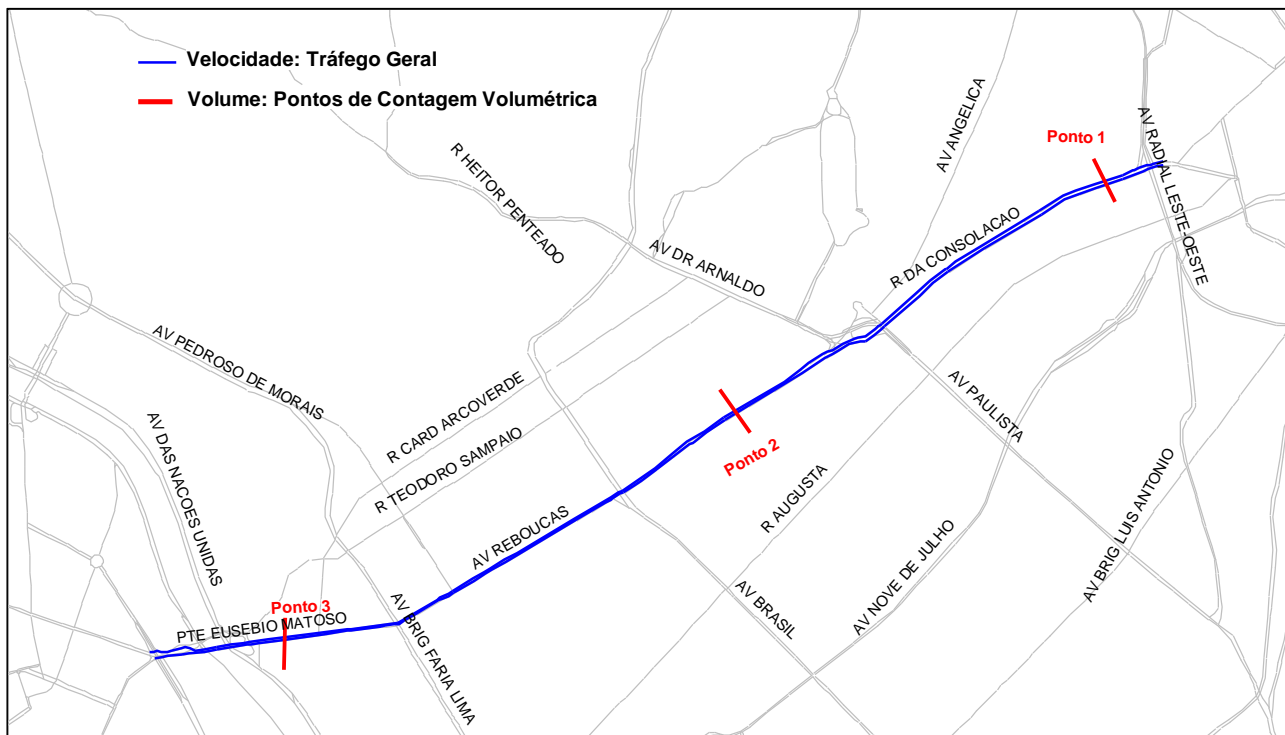 Velocidade: Tráfego Geral
Volume: Pontos de Contagem Volumétrica
AV ANGELICA
Ponto 1
AV RADIAL LESTE-OESTE
R HEITOR PENTEADO
R DA CONSOLACAO
AV DR ARNALDO
AV PEDROSO DE MORAIS
R CARD ARCOVERDE
AV PAULISTA
AV DAS NACOES UNIDAS
R TEODORO SAMPAIO
Ponto 2
R AUGUSTA
AV REBOUCAS
AV BRIG LUIS ANTONIO
AV NOVE DE JULHO
AV BRASIL
Ponto 3
PTE EUSEBIO MATOSO
AV BRIG FARIA LIMA